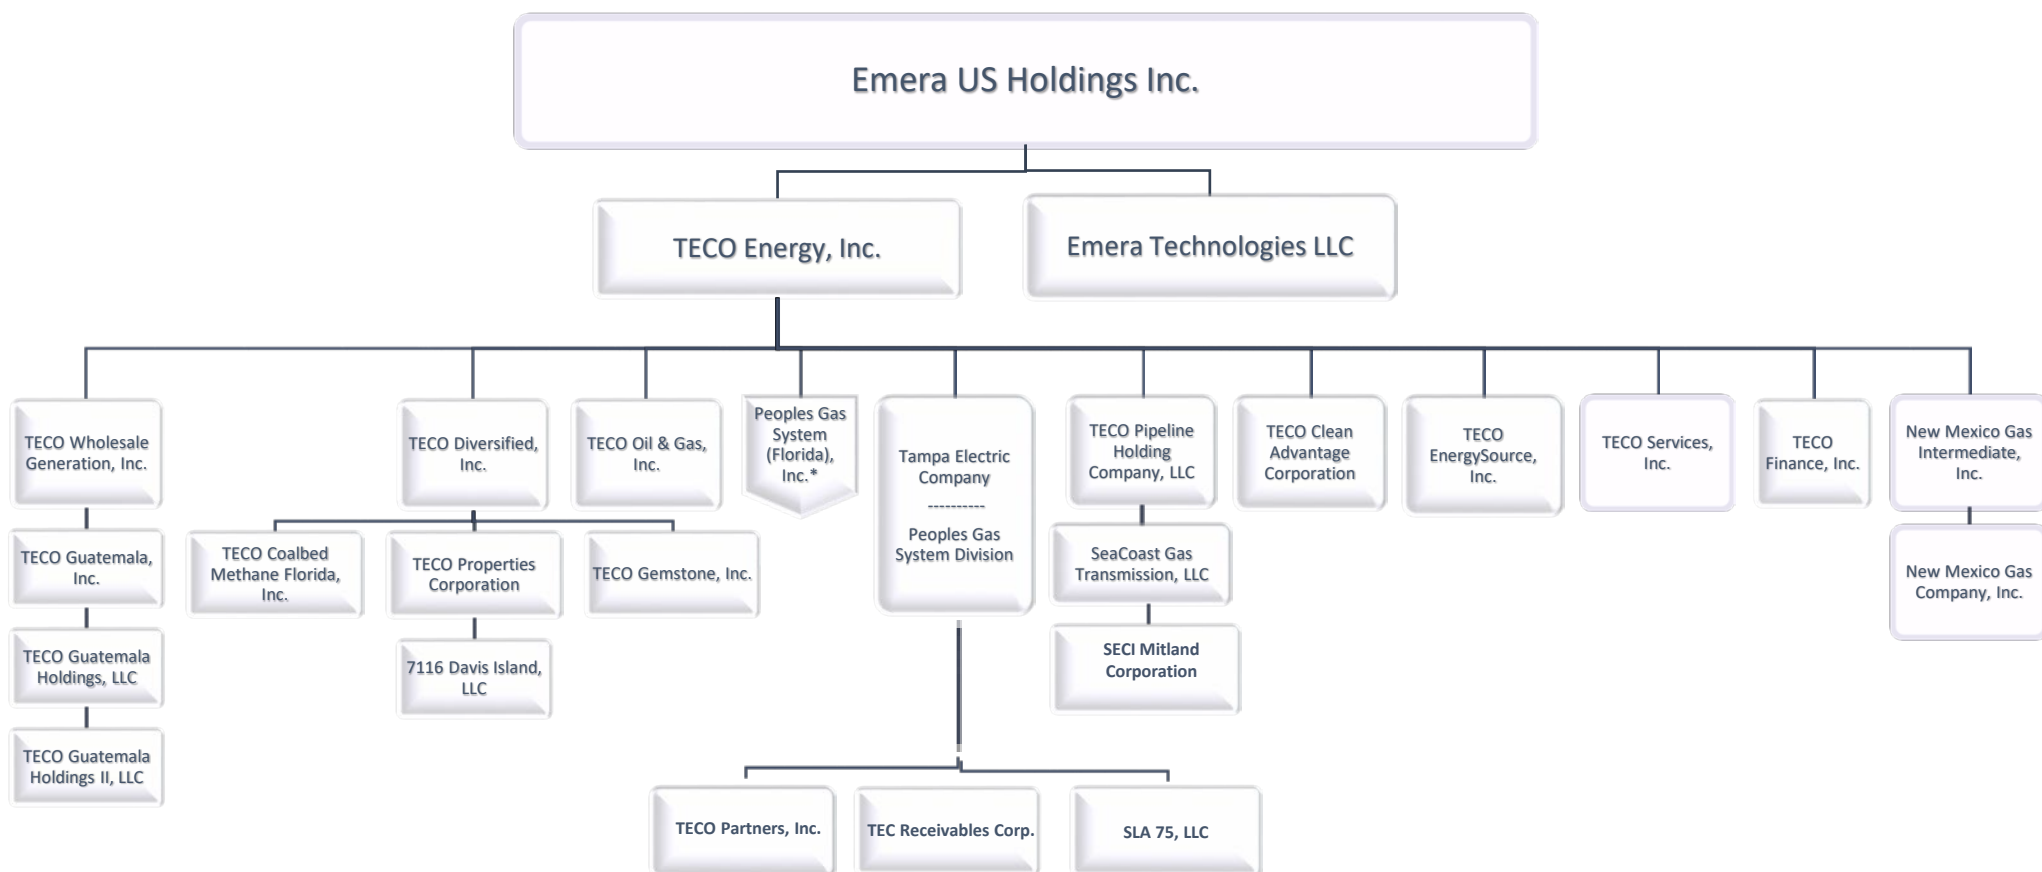 Emera US Holdings Inc.
TECO Energy, Inc.
Emera Technologies LLC
TECO Wholesale
Generation, Inc.
TECO Diversified,
Inc.
TECO Oil & Gas,
Inc.
Peoples Gas
System
(Florida),
Inc.*
Tampa Electric
Company
----------
Peoples Gas
System Division
TECO Pipeline
Holding
Company, LLC
TECO Clean
Advantage
Corporation
TECO
EnergySource,
Inc.
TECO Services,
Inc.
TECO
Finance, Inc.
New Mexico Gas
Intermediate,
Inc.
TECO Guatemala,
Inc.
TECO Coalbed
Methane Florida,
Inc.
TECO Properties
Corporation
TECO Gemstone, Inc.
SeaCoast Gas
Transmission, LLC
New Mexico Gas
Company, Inc.
TECO Guatemala
Holdings, LLC
7116 Davis Island,
LLC
SECI Mitland
Corporation
TECO Guatemala
Holdings II, LLC
TECO Partners, Inc.
TEC Receivables Corp.
SLA 75, LLC